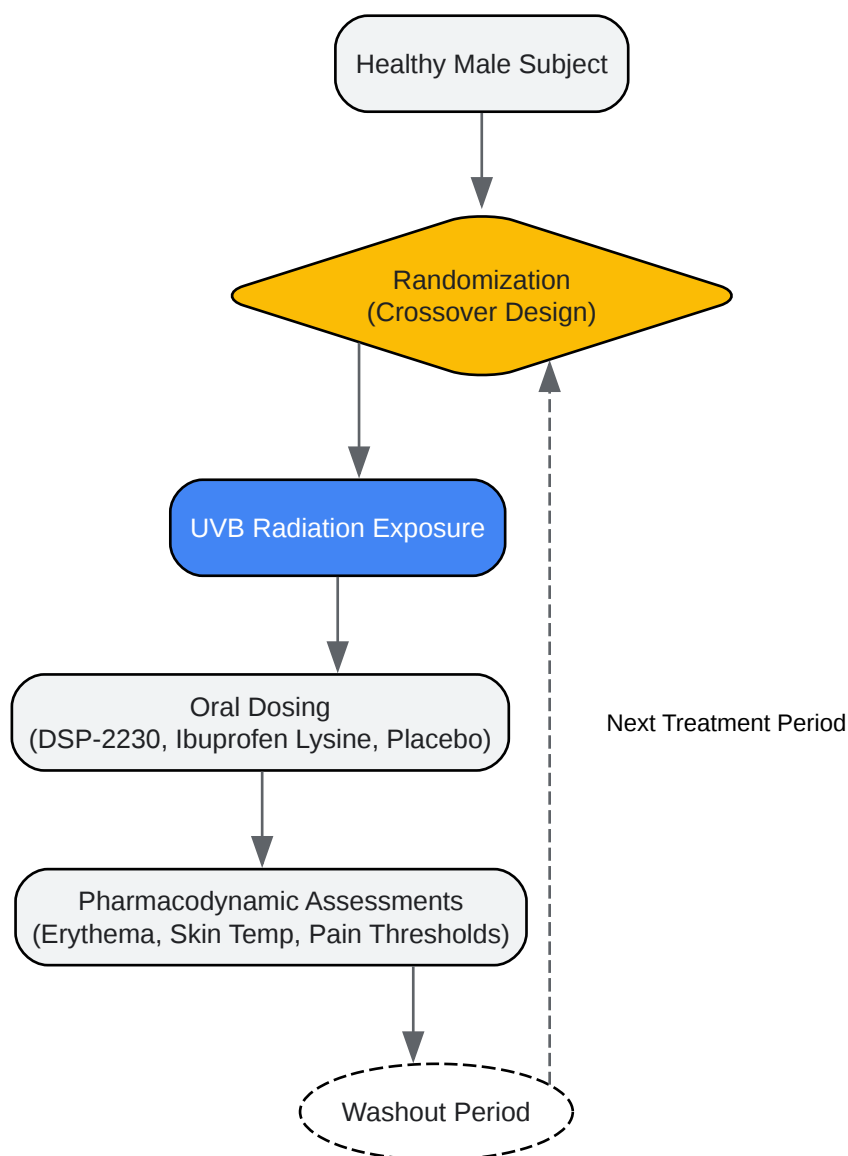 Healthy Male Subject
Randomization
(Crossover Design)
UVB Radiation Exposure
Oral Dosing
(DSP-2230, Ibuprofen Lysine, Placebo)
Next Treatment Period
Pharmacodynamic Assessments
(Erythema, Skin Temp, Pain Thresholds)
Washout Period